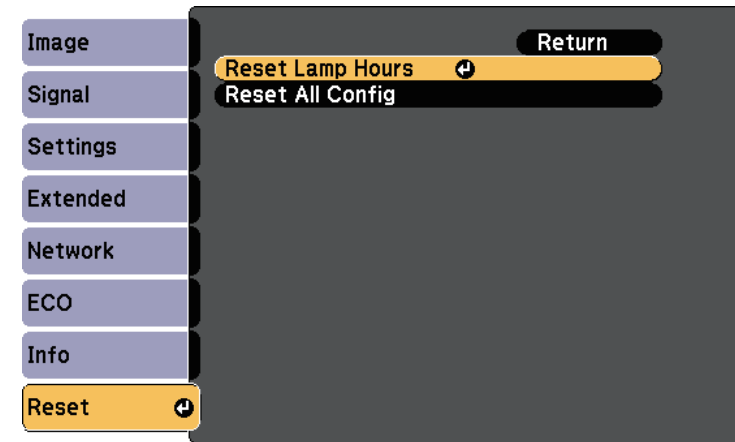 Image
Signal
Settings
Extended
Network
ECO
Info
Reset
Return
Reset Lamp Hours
Reset All Config